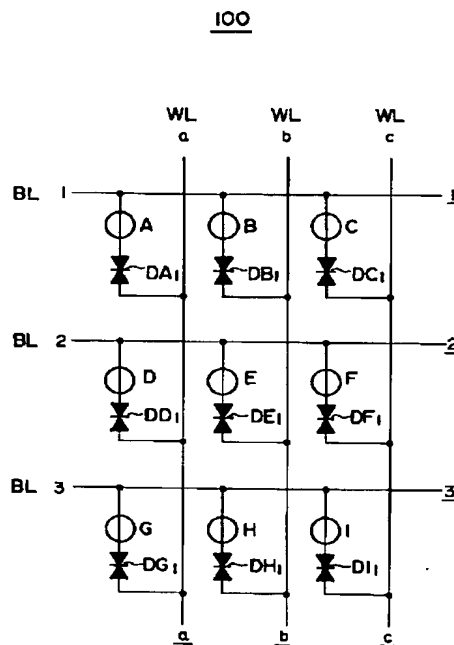 100
WL WL WL
a b c
BL 1 1
A B C
DA1 DB1 DC1
BL 2 2
D E F
DD1 DE1 DF1
BL 3 3
G H I
DG1 DH1 DI1
a b c